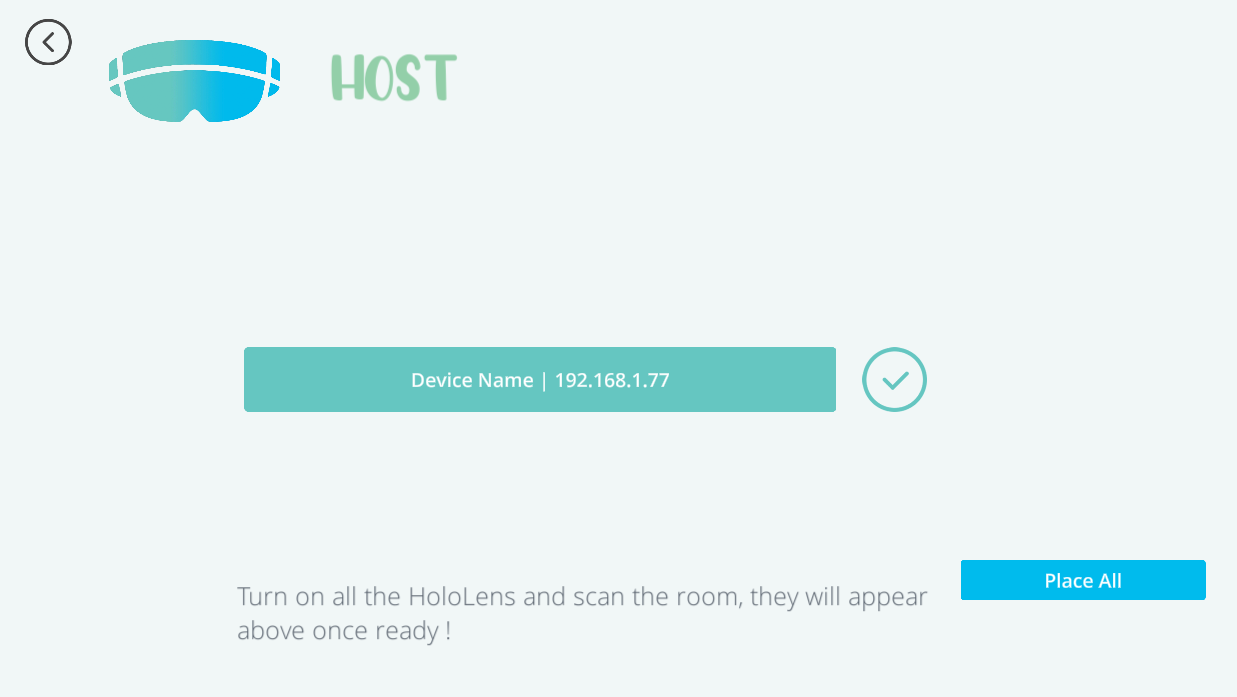 HOST
Device Name | 192.168.1.77
Place All
Turn on all the HoloLens and scan the room, they will appear
above once ready !